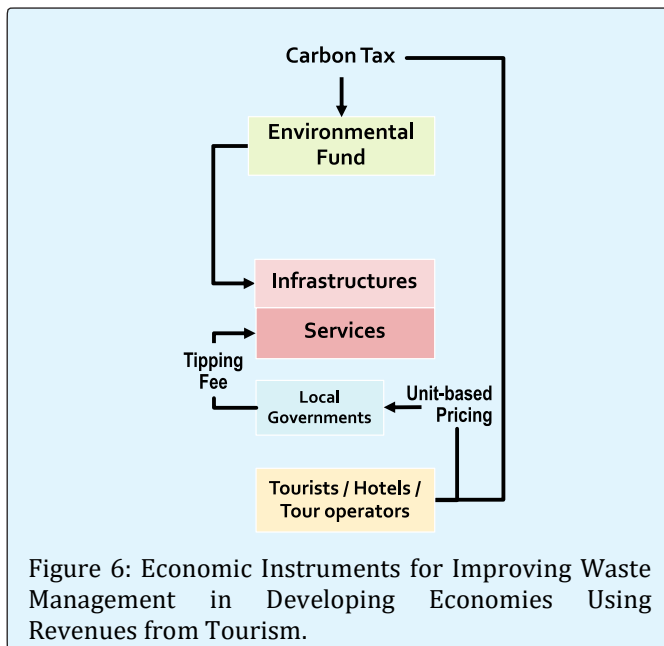 Carbon Tax
Environmental
Fund
Infrastructures
Services
Tipping
Fee
Local
Governments
Unit-based
Pricing
Tourists / Hotels /
Tour operators
Figure 6: Economic Instruments for Improving Waste
Management in Developing Economies Using
Revenues from Tourism.